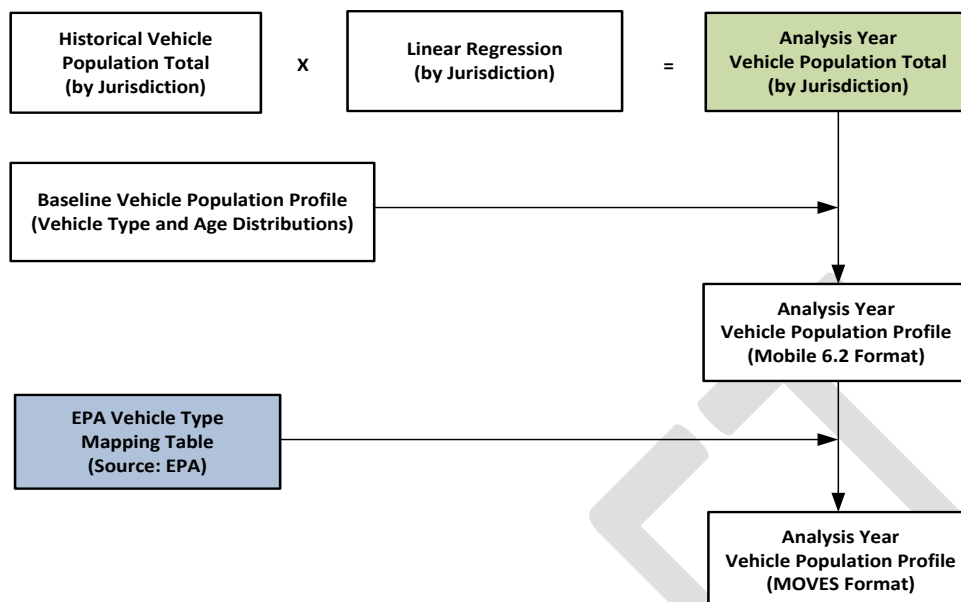 Historical Vehicle
Population Total
(by Jurisdiction)
X
Linear Regression
(by Jurisdiction)
=
Analysis Year
Vehicle Population Total
(by Jurisdiction)
Baseline Vehicle Population Profile
(Vehicle Type and Age Distributions)
Analysis Year
Vehicle Population Profile
(Mobile 6.2 Format)
EPA Vehicle Type
Mapping Table
(Source: EPA)
Analysis Year
Vehicle Population Profile
(MOVES Format)